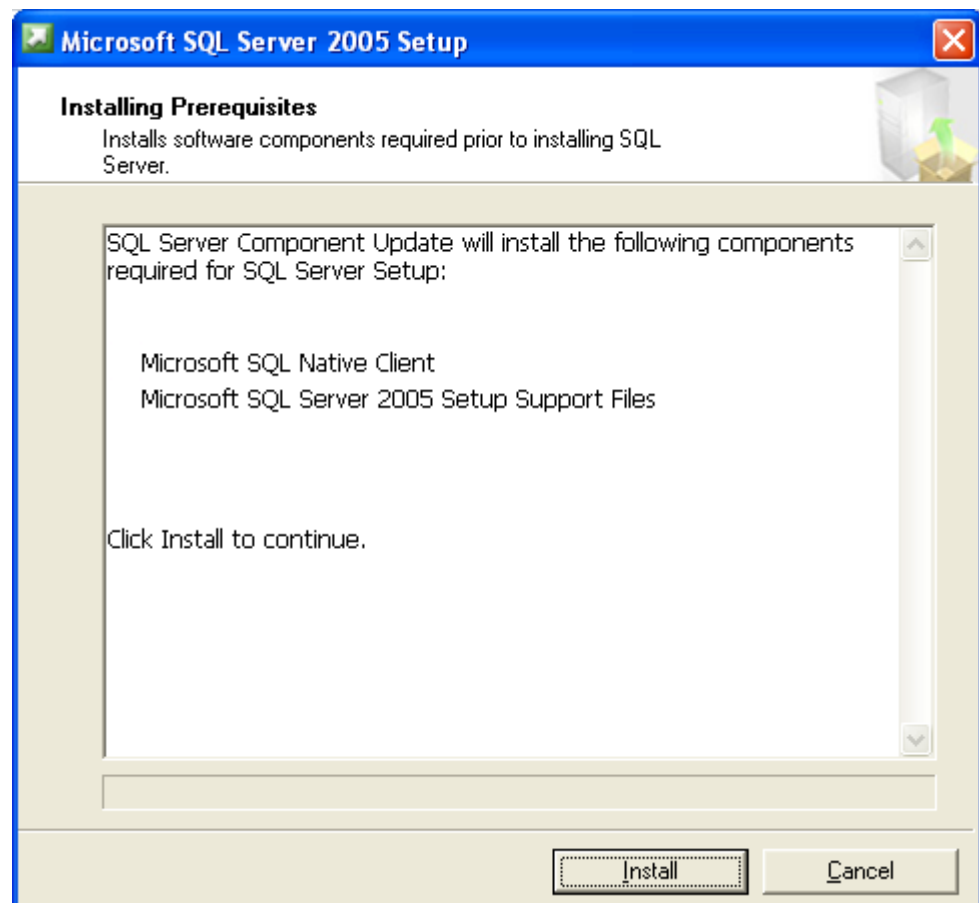 Microsoft SQL Server 2005 Setup
Installing Prerequisites
Installs software components required prior to installing SQL
Server.
SQL Server Component Update will install the following components
required for SQL Server Setup:
Microsoft SQL Native Client
Microsoft SQL Server 2005 Setup Support Files
Click Install to continue.
Install
Cancel